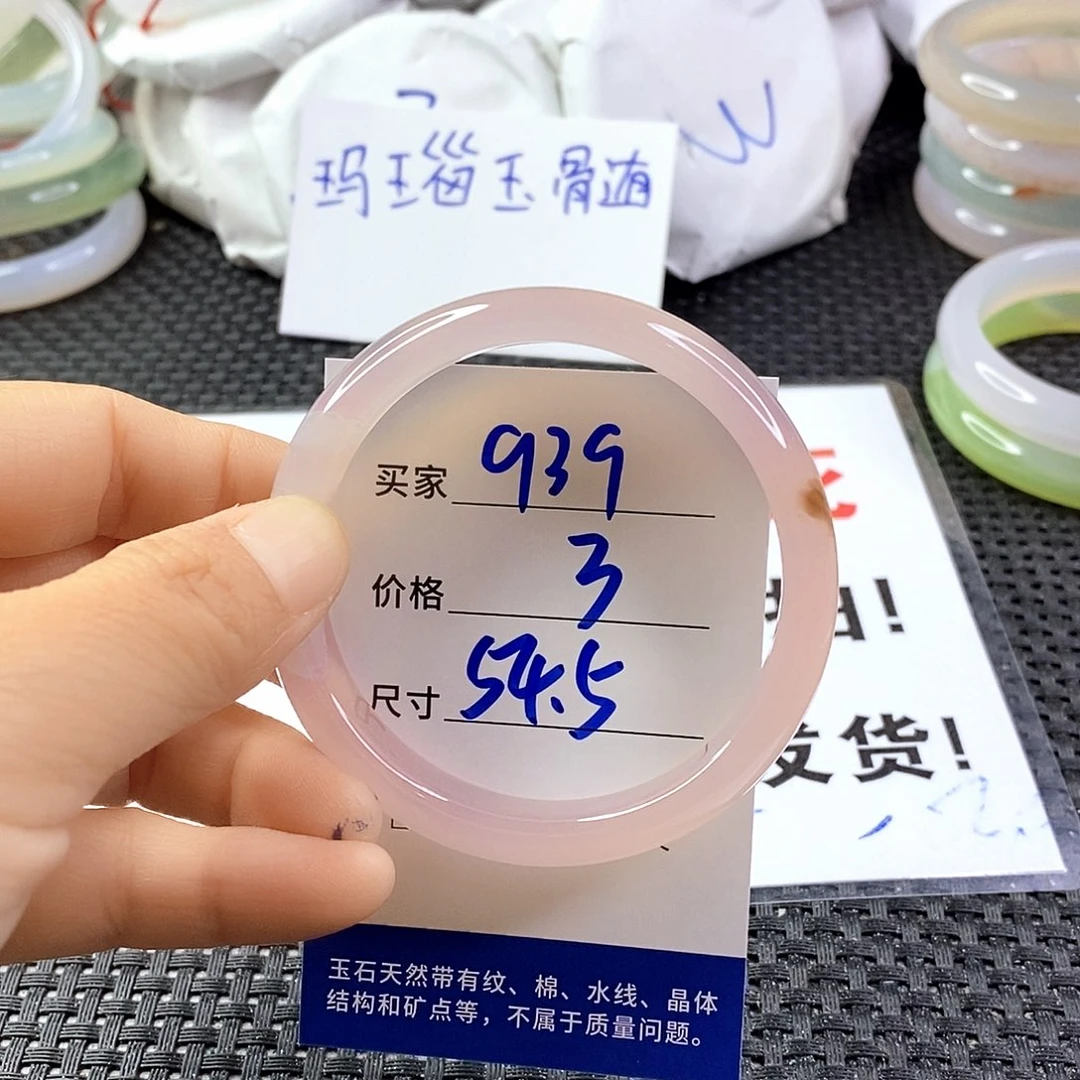 玛瑙玉骨髓
买家 939
价格 3
尺寸 54.5
发货!
玉石天然带有纹、棉、水线、晶体
结构和矿点等，不属于质量问题。